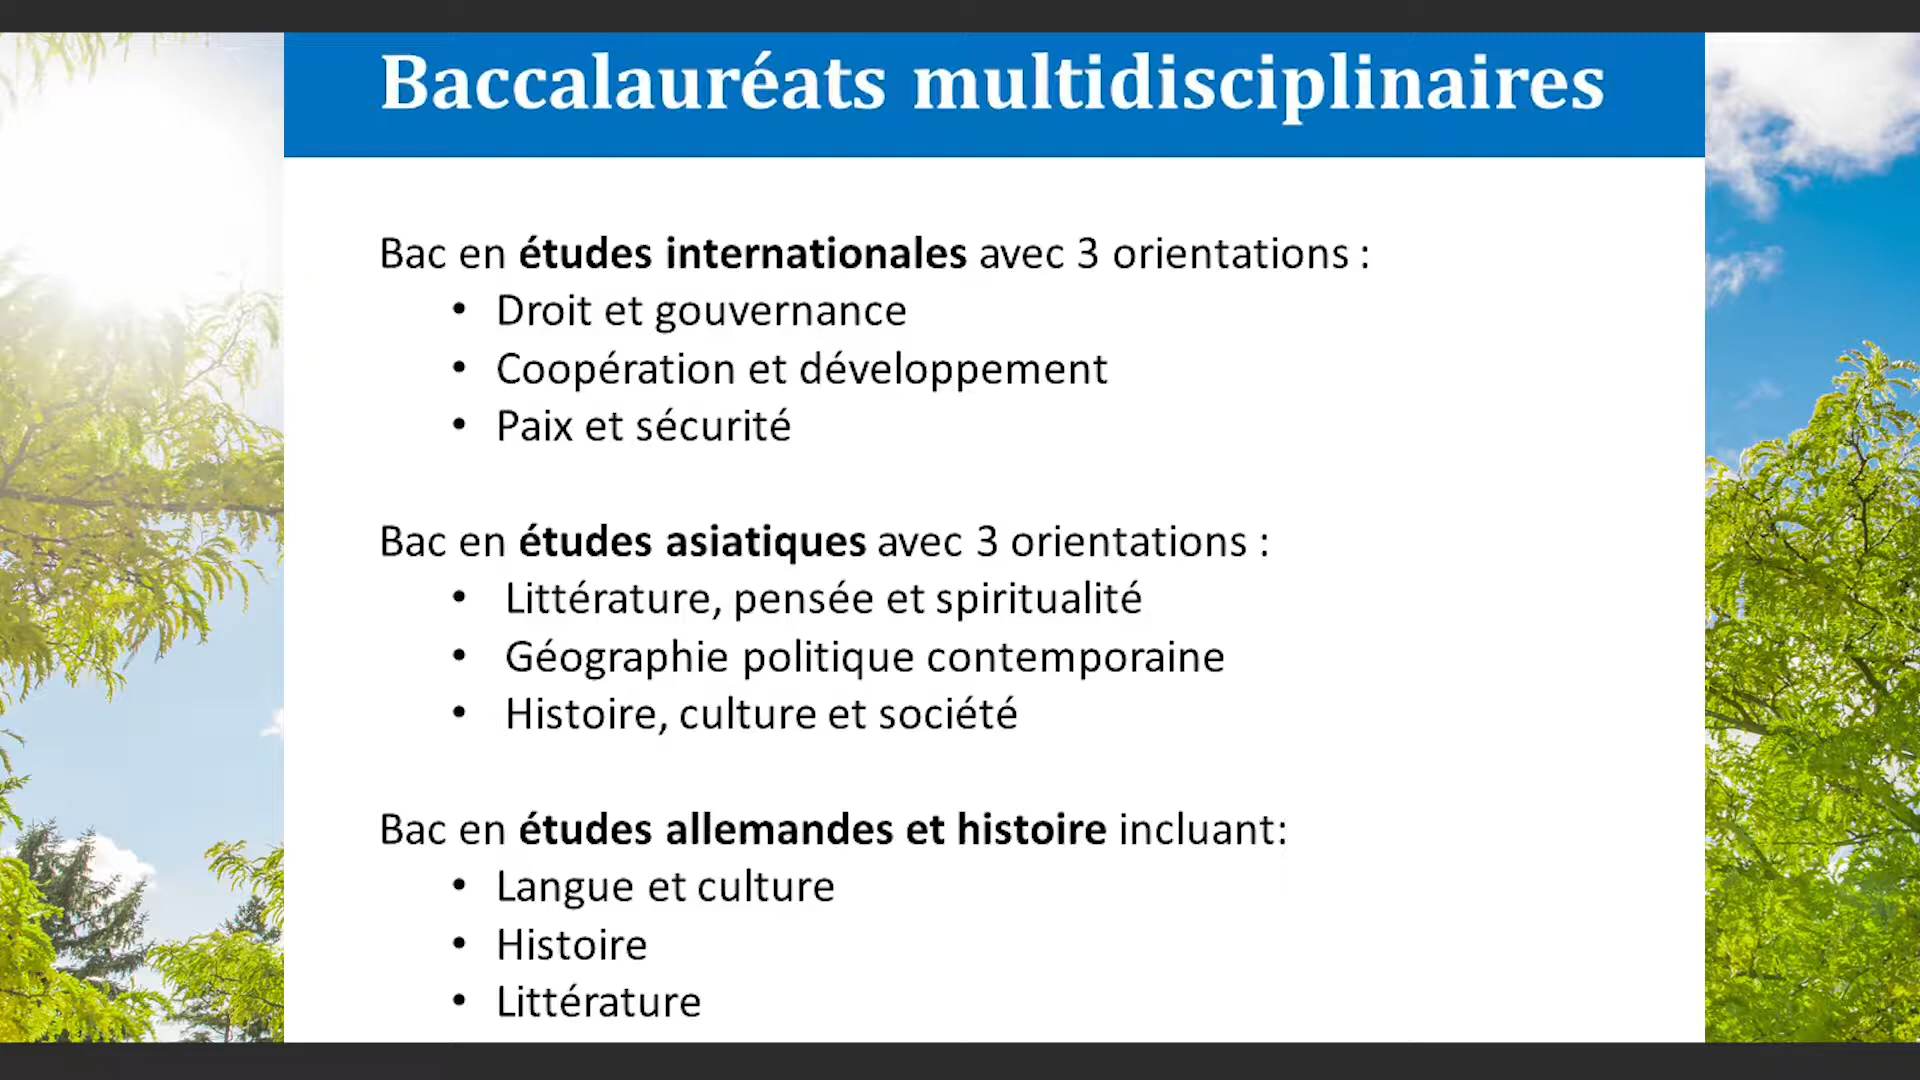 Baccalauréats multidisciplinaires
Bac en études internationales avec 3 orientations :
• Droit et gouvernance
• Coopération et développement
• Paix et sécurité
Bac en études asiatiques avec 3 orientations :
• Littérature, pensée et spiritualité
• Géographie politique contemporaine
• Histoire, culture et société
Bac en études allemandes et histoire incluant:
• Langue et culture
• Histoire
• Littérature